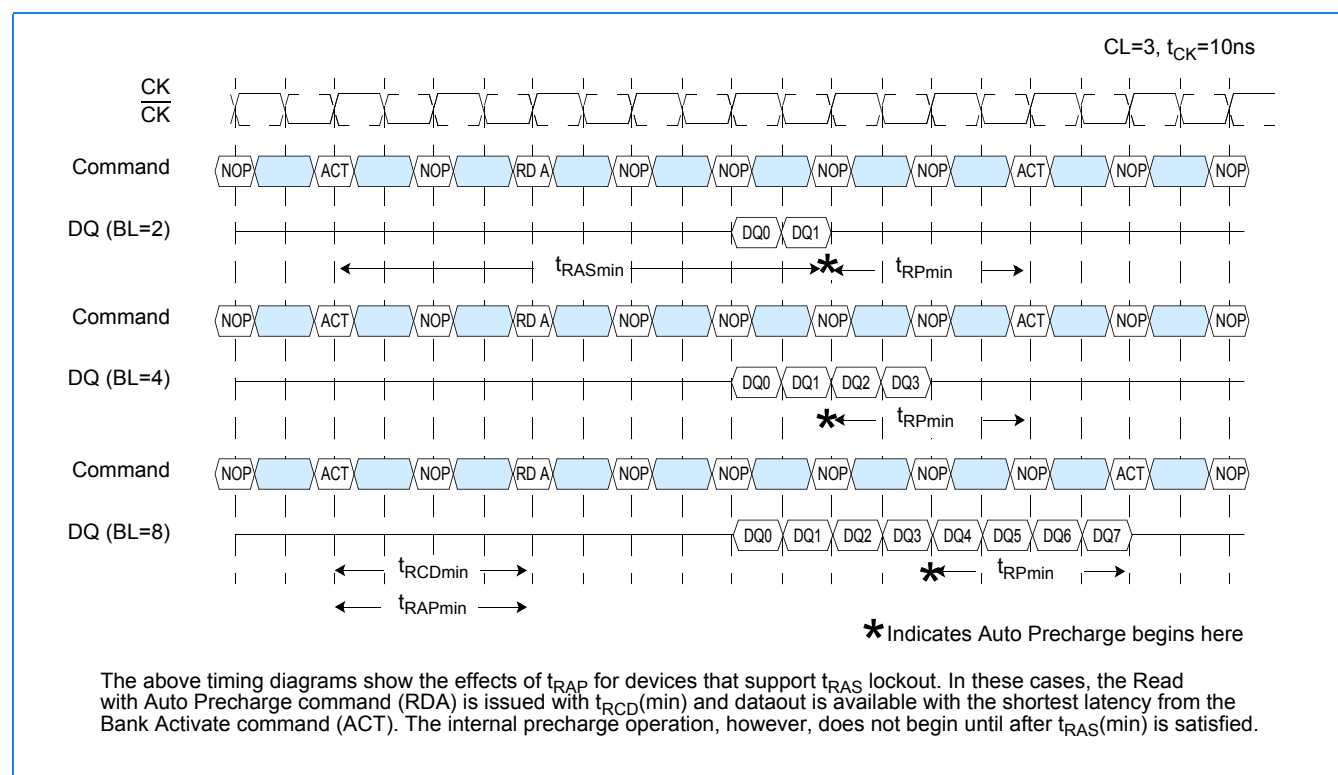 CL=3, tCK=10ns
CK
CK
Command
NOP ACT NOP RD A NOP NOP NOP NOP ACT NOP NOP
DQ (BL=2)
DQ0 DQ1
tRASmin * tRPmin
Command
NOP ACT NOP RD A NOP NOP NOP NOP ACT NOP NOP
DQ (BL=4)
DQ0 DQ1 DQ2 DQ3
* tRPmin
Command
NOP ACT NOP RD A NOP NOP NOP NOP NOP ACT NOP
DQ (BL=8)
DQ0 DQ1 DQ2 DQ3 DQ4 DQ5 DQ6 DQ7
tRCDmin * tRPmin
tRAPmin
* Indicates Auto Precharge begins here
The above timing diagrams show the effects of tRAP for devices that support tRAS lockout. In these cases, the Read
with Auto Precharge command (RDA) is issued with tRCD(min) and dataout is available with the shortest latency from the
Bank Activate command (ACT). The internal precharge operation, however, does not begin until after tRAS(min) is satisfied.